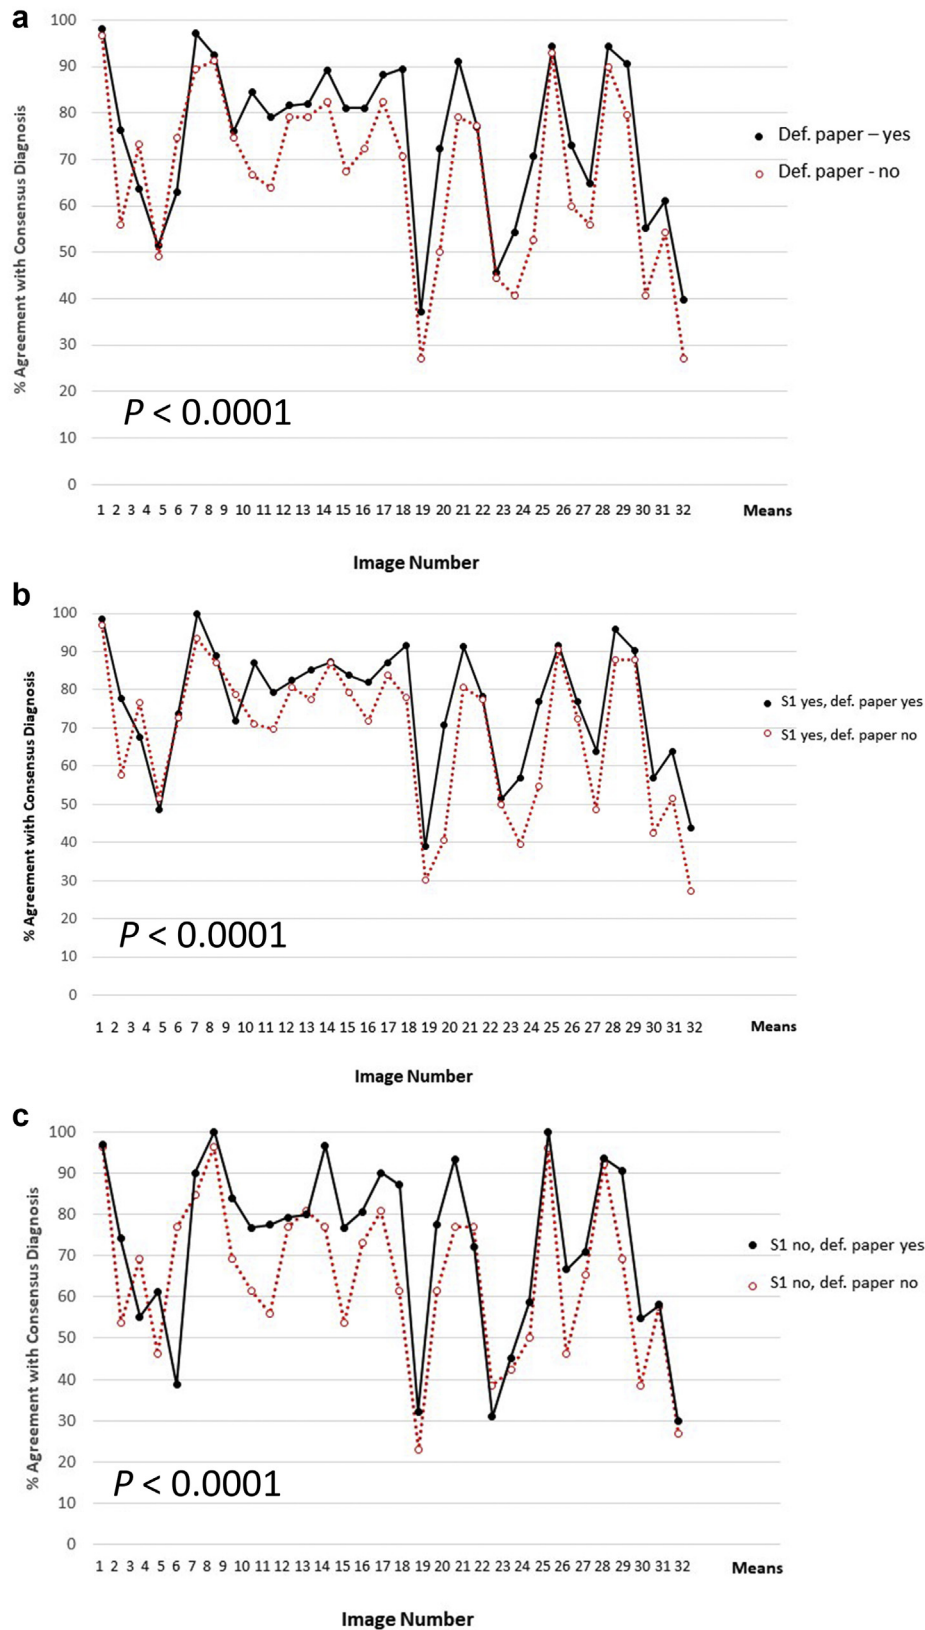 a
100
90
80
70
60
50
40
30
20
10
0
% Agreement with Consensus Diagnosis
Def. paper – yes
Def. paper - no
P < 0.0001
1 2 3 4 5 6 7 8 9 10 11 12 13 14 15 16 17 18 19 20 21 22 23 24 25 26 27 28 29 30 31 32 Means
Image Number
b
100
90
80
70
60
50
40
30
20
10
0
% Agreement with Consensus Diagnosis
S1 yes, def. paper yes
S1 yes, def. paper no
P < 0.0001
1 2 3 4 5 6 7 8 9 10 11 12 13 14 15 16 17 18 19 20 21 22 23 24 25 26 27 28 29 30 31 32 Means
Image Number
c
100
90
80
70
60
50
40
30
20
10
0
% Agreement with Consensus Diagnosis
S1 no, def. paper yes
S1 no, def. paper no
P < 0.0001
1 2 3 4 5 6 7 8 9 10 11 12 13 14 15 16 17 18 19 20 21 22 23 24 25 26 27 28 29 30 31 32 Means
Image Number